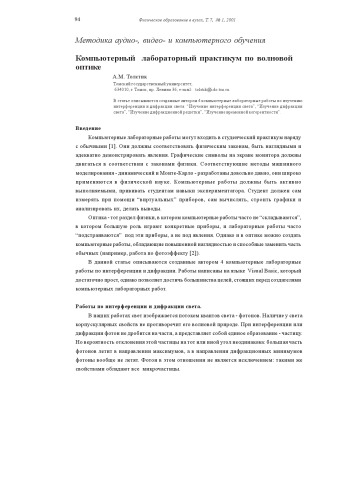 94
Физическое образование в вузах, Т. 7, № 1, 2001
Методика аудио-, видео- и компьютерного обучения
Компьютерный лабораторный практикум по волновой
оптике
А.М. Толстик
Томский государственный университет;
634010, г. Томск, пр. Ленина 36; e-mail:
В статье описываются созданные автором 4 компьютерные лабораторные работы по изучению
интерференции и дифракции света: "Изучение интерференции света", "Изучение дифракции
света", "Изучение дифракционной решетки", "Изучение временной когерентности"
Введение
Компьютерные лабораторные работы могут входить в студенческий практикум наряду
с обычными [1]. Они должны соответствовать физическим законам, быть наглядными и
адекватно демонстрировать явления. Графические символы на экране монитора должны
двигаться в соответствии с законами физики. Соответствующие методы машинного
моделирования - динамический и Монте-Карло - разработаны довольно давно, они широко
применяются в физической науке. Компьютерные работы должны быть активно
выполняемыми, прививать студентам навыки экспериментатора. Студент должен сам
измерять при помощи "виртуальных" приборов, сам вычислять, строить графики и
анализировать их, делать выводы.
Оптика - тот раздел физики, в котором компьютерные работы часто не "складываются",
в котором большую роль играют конкретные приборы, и лабораторные работы часто
"подстраиваются" под эти приборы, а не под явления. Однако и в оптике можно создать
компьютерные работы, обладающие повышенной наглядностью и способные заменить часть
обычных (например, работа по фотоэффекту [2]).
В данной статье описываются созданные автором 4 компьютерные лабораторные
работы по интерференции и дифракции. Работы написаны на языке Visual Basic, который
достаточно прост, однако позволяет достичь большинства целей, стоящих перед создателями
компьютерных лабораторных работ.
Работы по интерференции и дифракции света.
В наших работах свет изображается потоком квантов света - фотонов. Наличие у света
корпускулярных свойств не противоречит его волновой природе. При интерференции или
дифракции фотон не дробится на части, а представляет собой единое образование - частицу.
Но вероятность отклонения этой частицы на тот или иной угол неодинакова: большая часть
фотонов летит в направлении максимумов, а в направлении дифракционных минимумов
фотоны вообще не летят. Фотон в этом отношении не является исключением: такими же
свойствами обладают все микрочастицы.